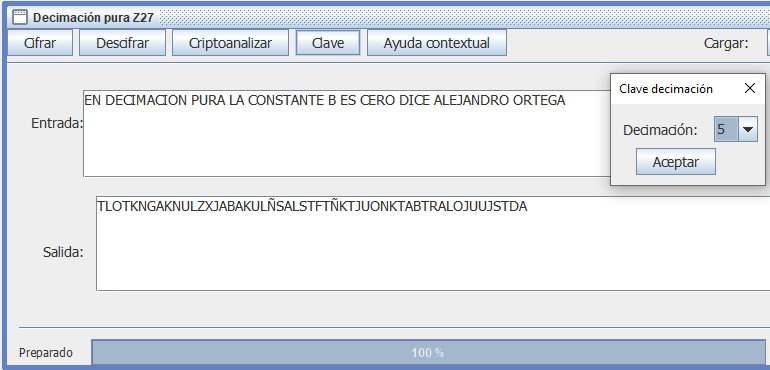 Decimación pura Z27
Cifrar Descifrar Criptoanalizar Clave Ayuda contextual Cargar:
Clave decimación
Entrada: EN DECIMACION PURA LA CONSTANTE B ES CERO DICE ALEJANDRO ORTEGA
Decimación: 5
Aceptar
Salida: TLOTKNGAKNULZXJABAKULÑSALSTFTÑKTJUONKTABTRALOJUUJSTDA
Preparado 100 %